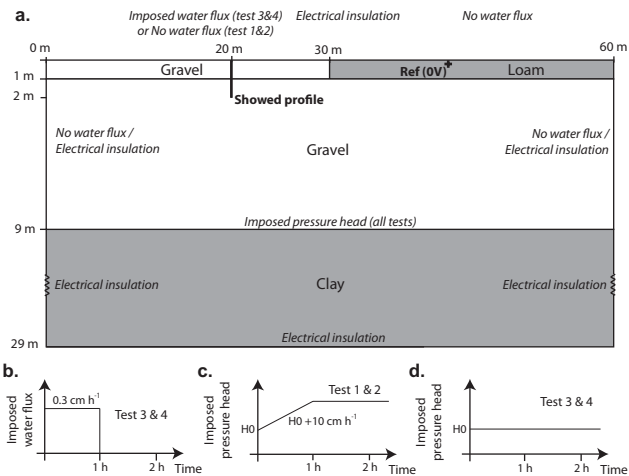 a.
Imposed water flux (test 3&4)
or No water flux (test 1&2)
Electrical insulation
No water flux
0 m
20 m
30 m
60 m
Gravel
Ref (0V)
Loam
1 m
2 m
Showed profile
No water flux /
Electrical insulation
Gravel
No water flux /
Electrical insulation
Imposed pressure head (all tests)
9 m
Electrical insulation
Clay
Electrical insulation
Electrical insulation
29 m
b.
Imposed
water flux
0.3 cm h-1
Test 3 & 4
1 h
2 h
Time
c.
Imposed
pressure head
Test 1 & 2
H0
H0 +10 cm h-1
1 h
2 h
Time
d.
Imposed
pressure head
Test 3 & 4
H0
1 h
2 h
Time